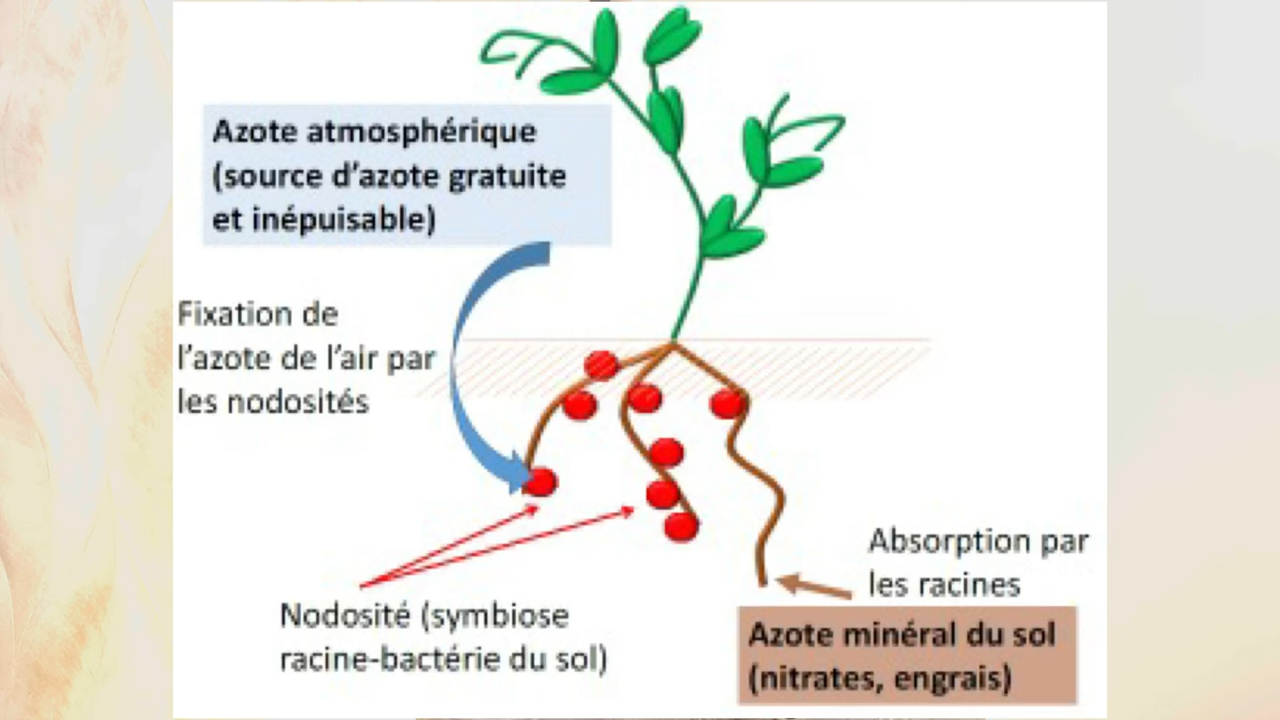 Azote atmosphérique
(source d'azote gratuite
et inépuisable)
Fixation de
l'azote de l'air par
les nodosités
Nodosité (symbiose
racine-bactérie du sol)
Absorption par
les racines
Azote minéral du sol
(nitrates, engrais)